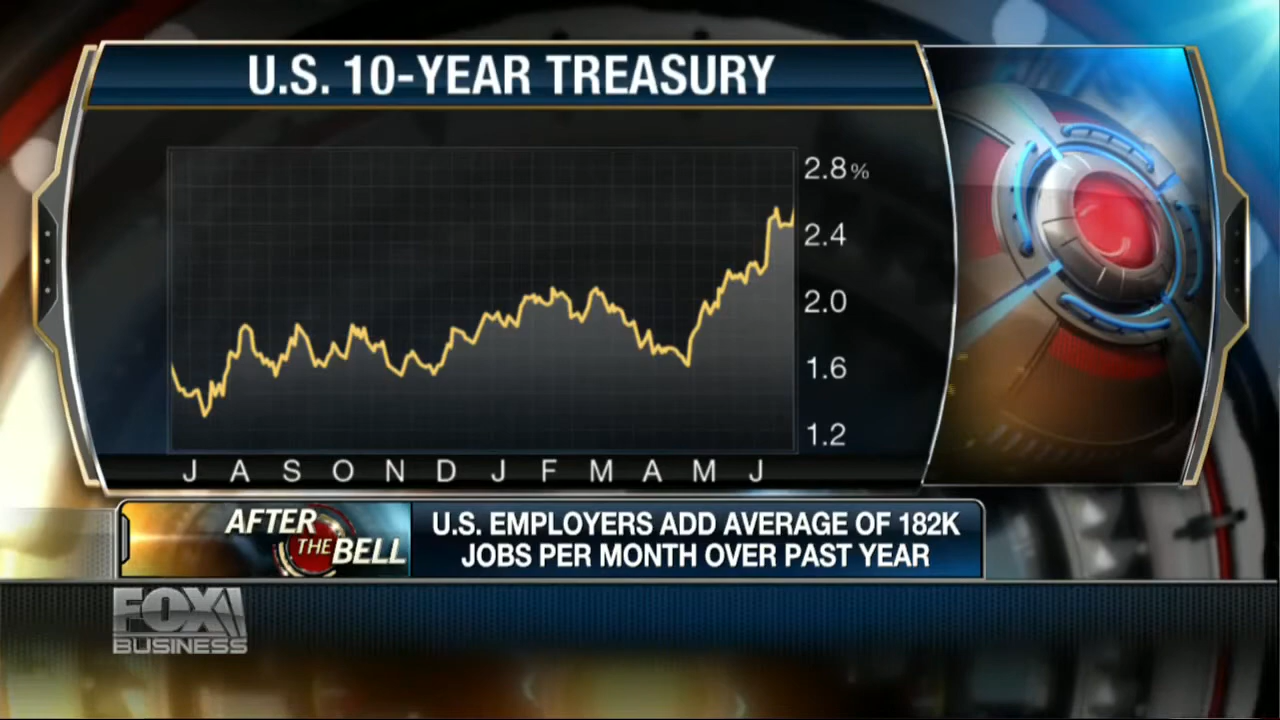 U.S. 10-YEAR TREASURY
2.8%
2.4
2.0
1.6
1.2
J A S O N D J F M A M J
AFTER
THE BELL
U.S. EMPLOYERS ADD AVERAGE OF 182K
JOBS PER MONTH OVER PAST YEAR
FOX
BUSINESS